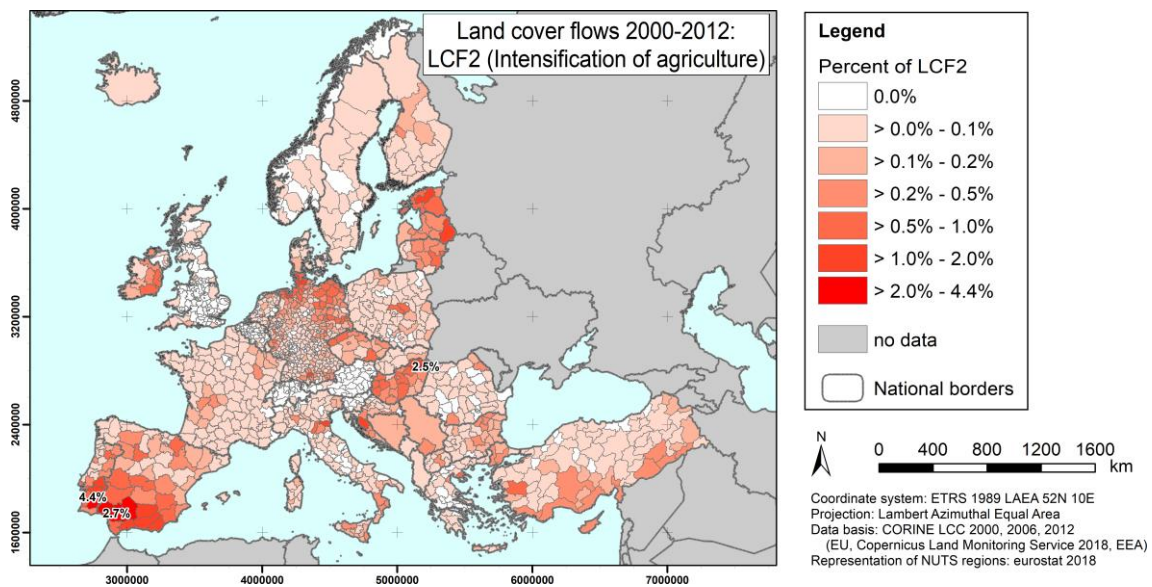 Land cover flows 2000-2012:
LCF2 (Intensification of agriculture)
4800000
4000000
3200000
2400000
1600000
2.5%
4.4%
2.7%
3000000 4000000 5000000 6000000 7000000
Legend
Percent of LCF2
0.0%
> 0.0% - 0.1%
> 0.1% - 0.2%
> 0.2% - 0.5%
> 0.5% - 1.0%
> 1.0% - 2.0%
> 2.0% - 4.4%
no data
National borders
N
0 400 800 1200 1600
km
Coordinate system: ETRS 1989 LAEA 52N 10E
Projection: Lambert Azimuthal Equal Area
Data basis: CORINE LCC 2000, 2006, 2012
(EU, Copernicus Land Monitoring Service 2018, EEA)
Representation of NUTS regions: eurostat 2018